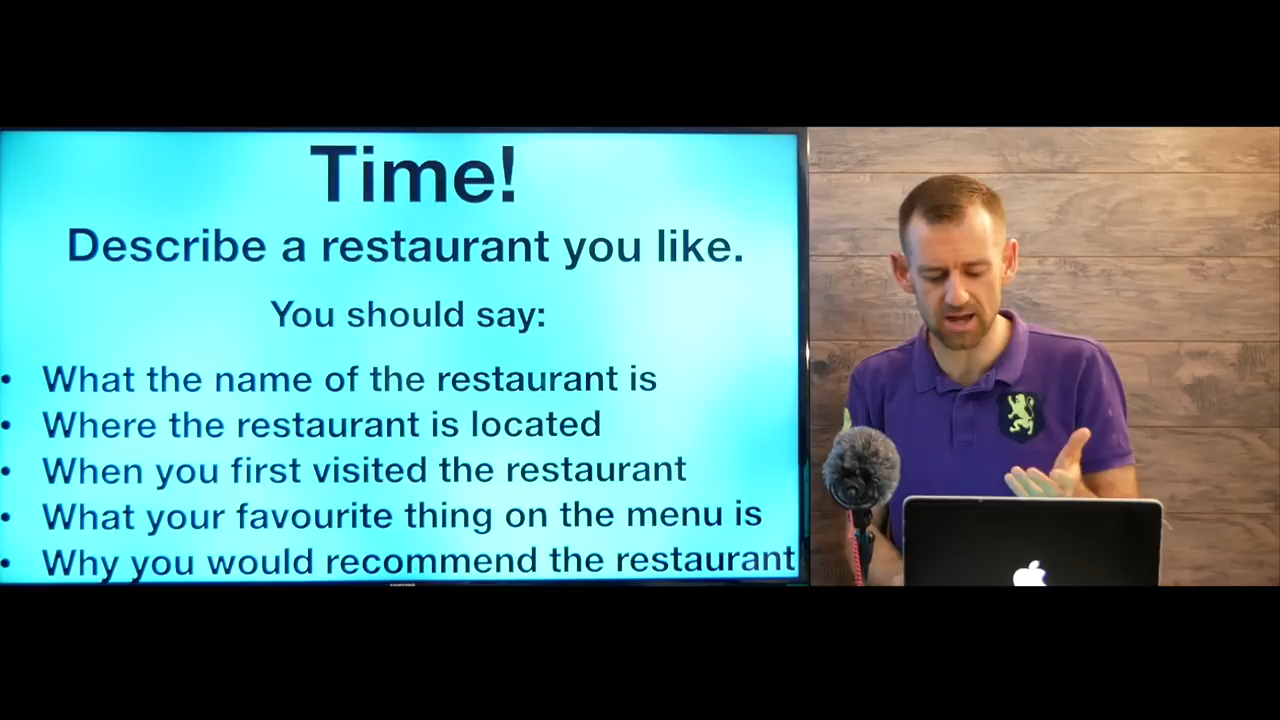 Time!
Describe a restaurant you like.
You should say:
• What the name of the restaurant is
• Where the restaurant is located
• When you first visited the restaurant
• What your favourite thing on the menu is
• Why you would recommend the restaurant